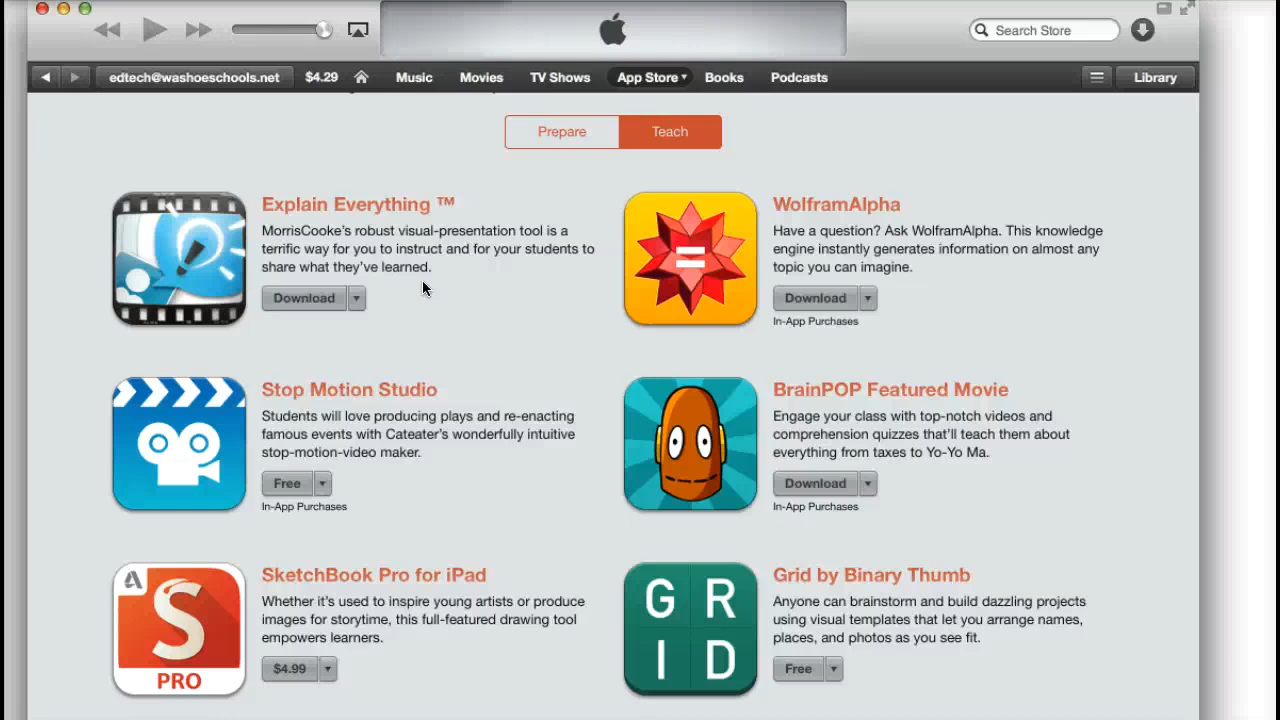 Search Store
edtech@washoeschools.net $4.29 Music Movies TV Shows App Store Books Podcasts Library
Prepare Teach
Explain Everything ™
MorrisCooke's robust visual-presentation tool is a
terrific way for you to instruct and for your students to
share what they've learned.
Download
WolframAlpha
Have a question? Ask WolframAlpha. This knowledge
engine instantly generates information on almost any
topic you can imagine.
Download
In-App Purchases
Stop Motion Studio
Students will love producing plays and re-enacting
famous events with Cateater's wonderfully intuitive
stop-motion-video maker.
Free
In-App Purchases
BrainPOP Featured Movie
Engage your class with top-notch videos and
comprehension quizzes that'll teach them about
everything from taxes to Yo-Yo Ma.
Download
In-App Purchases
S
PRO
SketchBook Pro for iPad
Whether it's used to inspire young artists or produce
images for storytime, this full-featured drawing tool
empowers learners.
$4.99
G R
I D
Grid by Binary Thumb
Anyone can brainstorm and build dazzling projects
using visual templates that let you arrange names,
places, and photos as you see fit.
Free